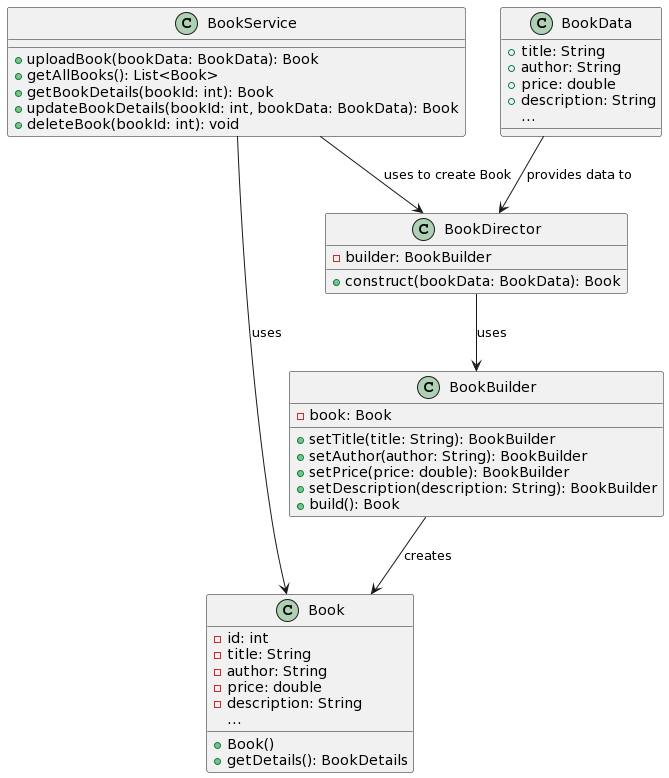 C BookService
uploadBook(bookData: BookData): Book
getAllBooks(): List<Book>
getBookDetails(bookId: int): Book
updateBookDetails(bookId: int, bookData: BookData): Book
deleteBook(bookId: int): void
C BookData
title: String
author: String
price: double
description: String
...
uses to create Book
provides data to
C BookDirector
builder: BookBuilder
construct(bookData: BookData): Book
uses
uses
C BookBuilder
book: Book
setTitle(title: String): BookBuilder
setAuthor(author: String): BookBuilder
setPrice(price: double): BookBuilder
setDescription(description: String): BookBuilder
build(): Book
creates
C Book
id: int
title: String
author: String
price: double
description: String
...
Book()
getDetails(): BookDetails